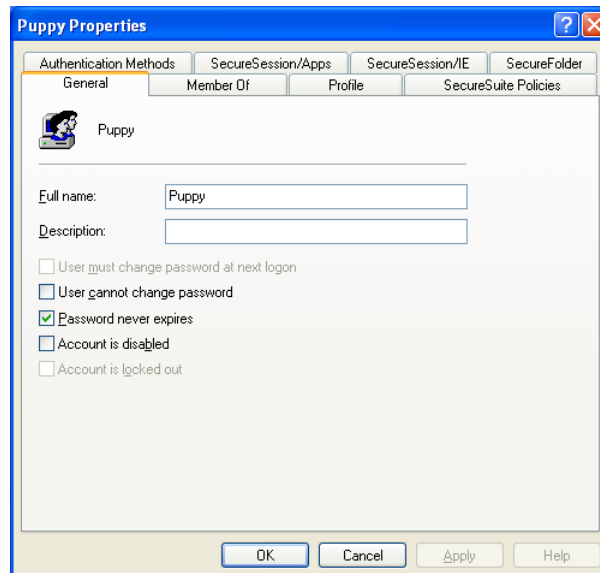 Puppy Properties
Authentication Methods SecureSession/Apps SecureSession/IE SecureFolder
General Member Of Profile SecureSuite Policies
Puppy
Full name: Puppy
Description:
User must change password at next logon
User cannot change password
Password never expires
Account is disabled
Account is locked out
OK Cancel Apply Help